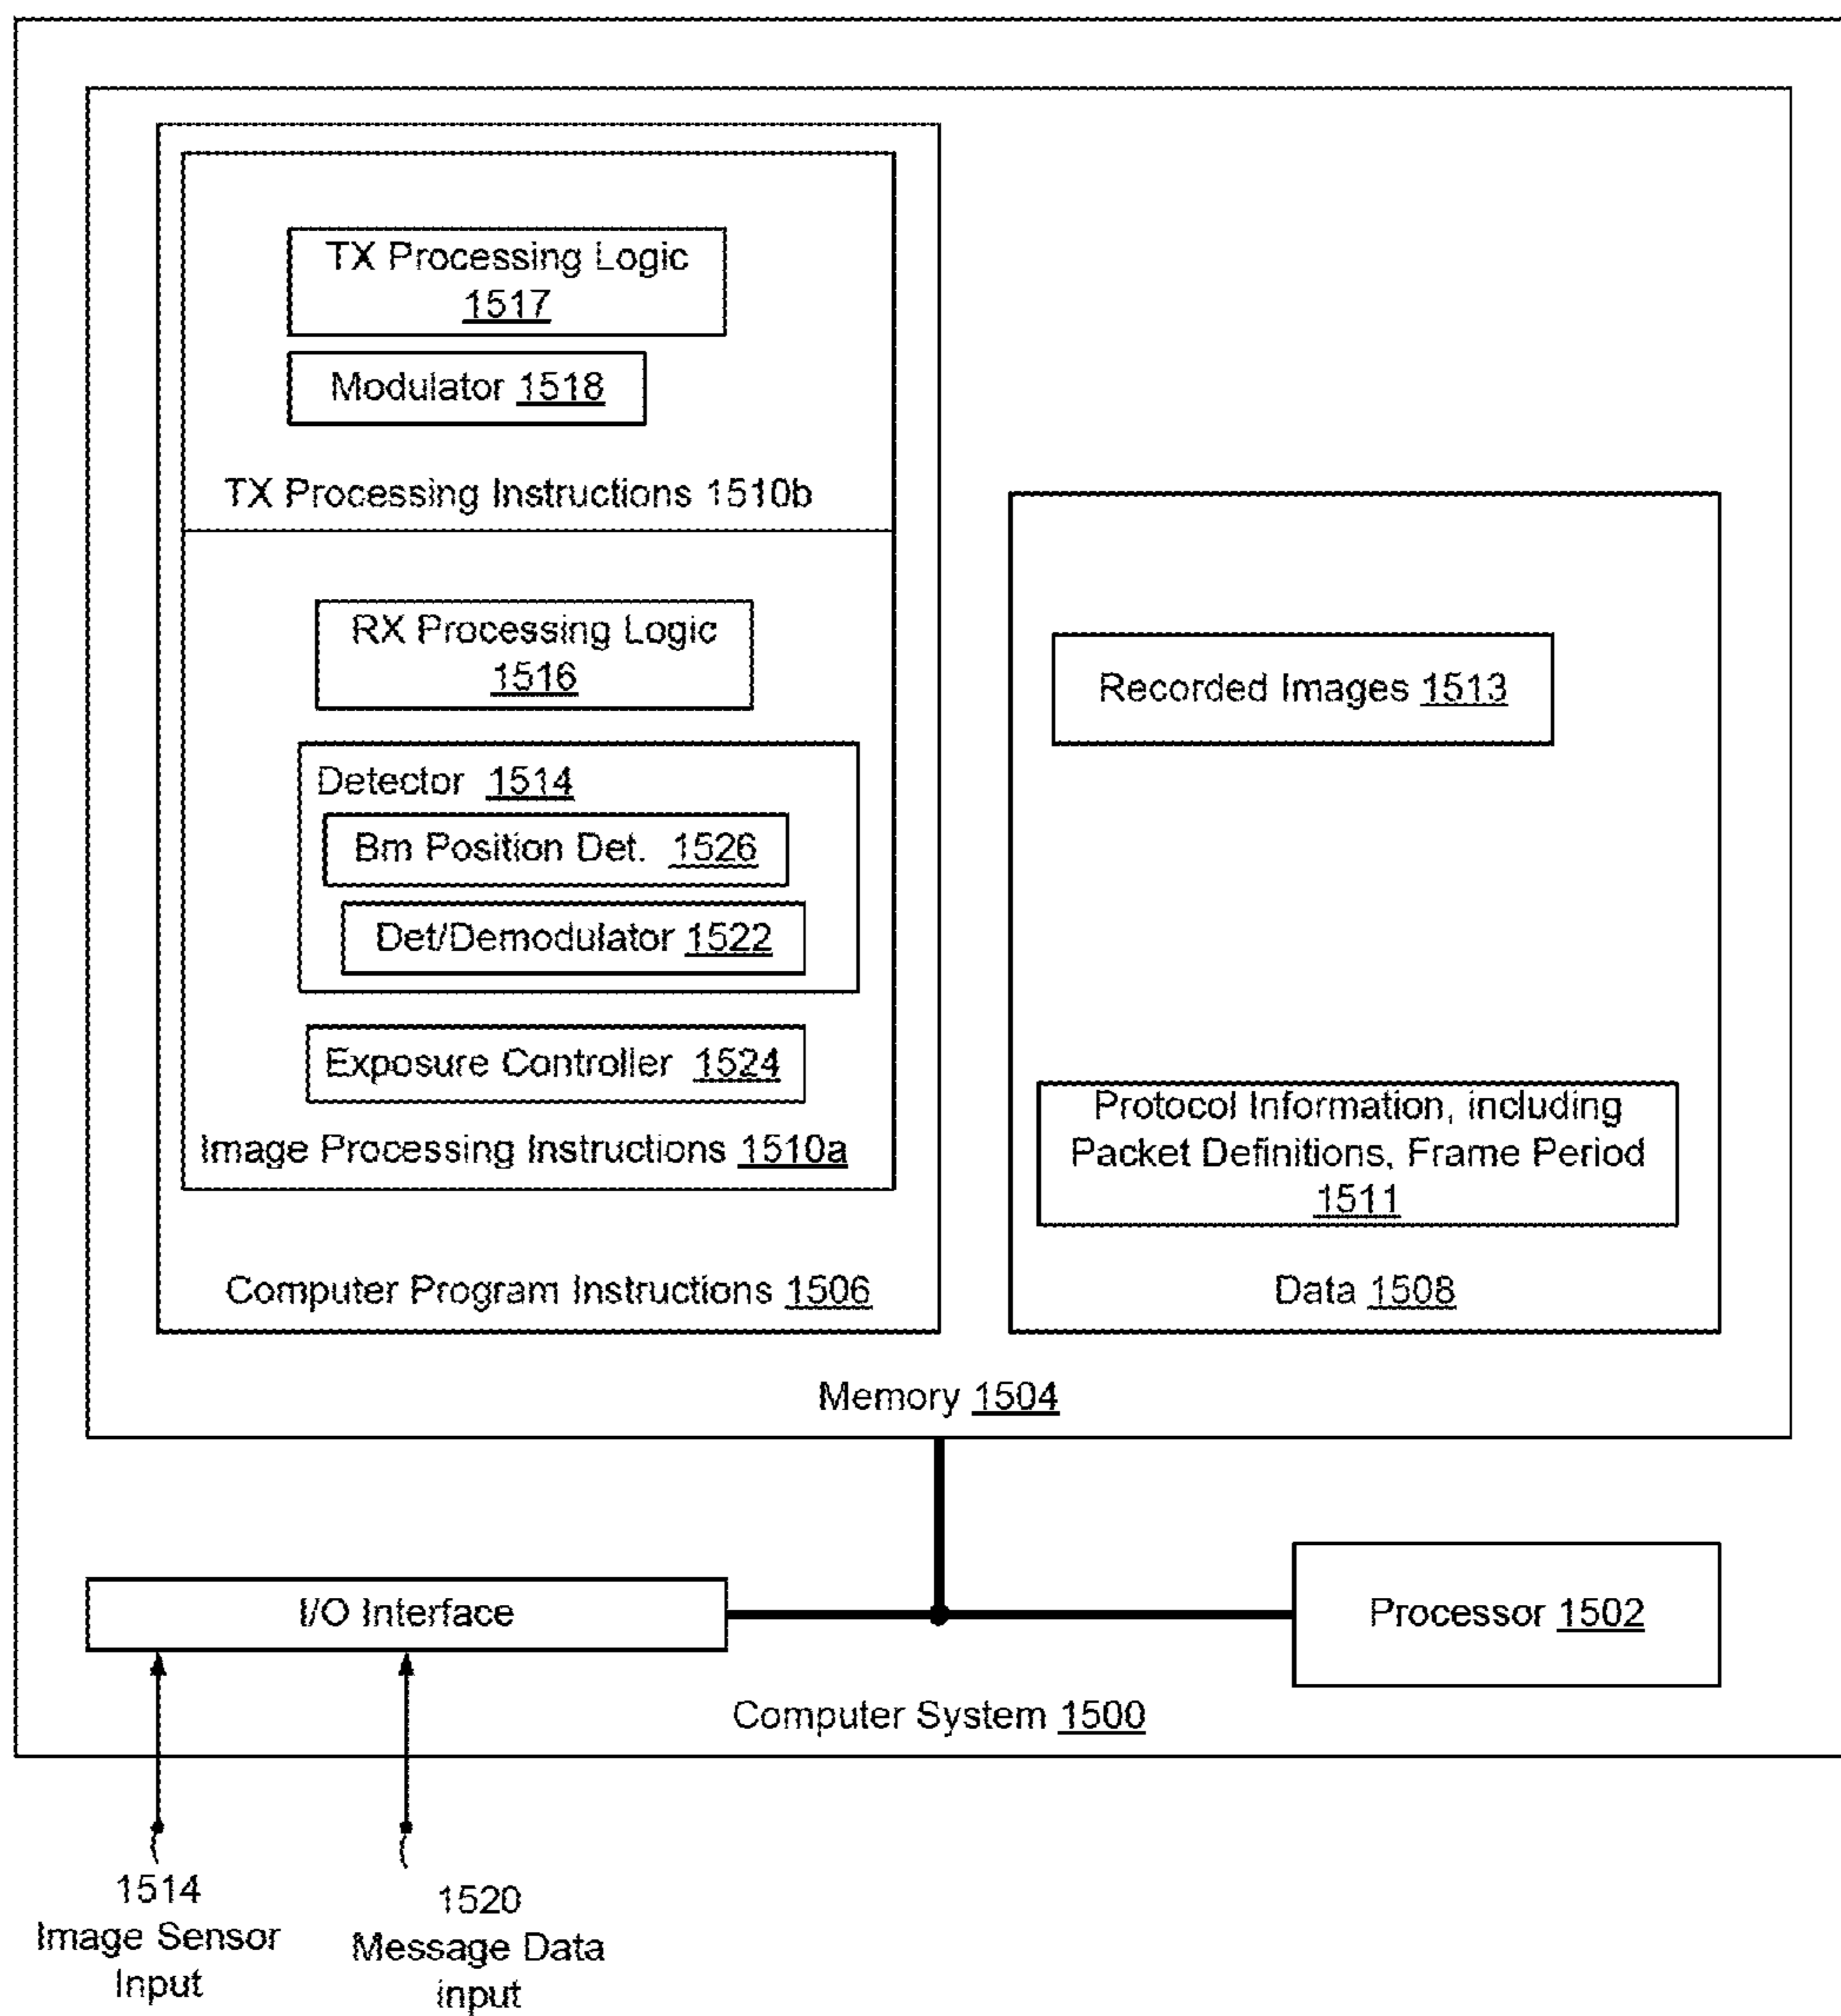 TX Processing Logic
1517
Modulator 1518
TX Processing Instructions 1510b
RX Processing Logic
1516
Detector 1514
Bm Position Det. 1526
Det/Demodulator 1522
Exposure Controller 1524
Image Processing Instructions 1510a
Computer Program Instructions 1506
Recorded Images 1513
Protocol Information, including
Packet Definitions, Frame Period
1511
Data 1508
Memory 1504
I/O Interface
Processor 1502
Computer System 1500
1514
Image Sensor
Input
1520
Message Data
input